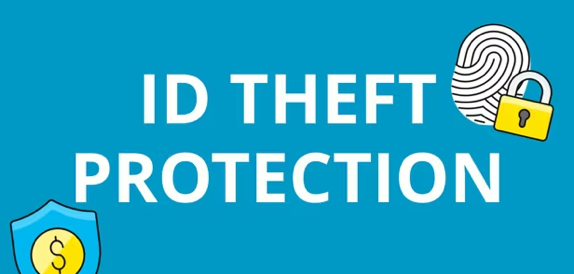 ID THEFT
PROTECTION
$